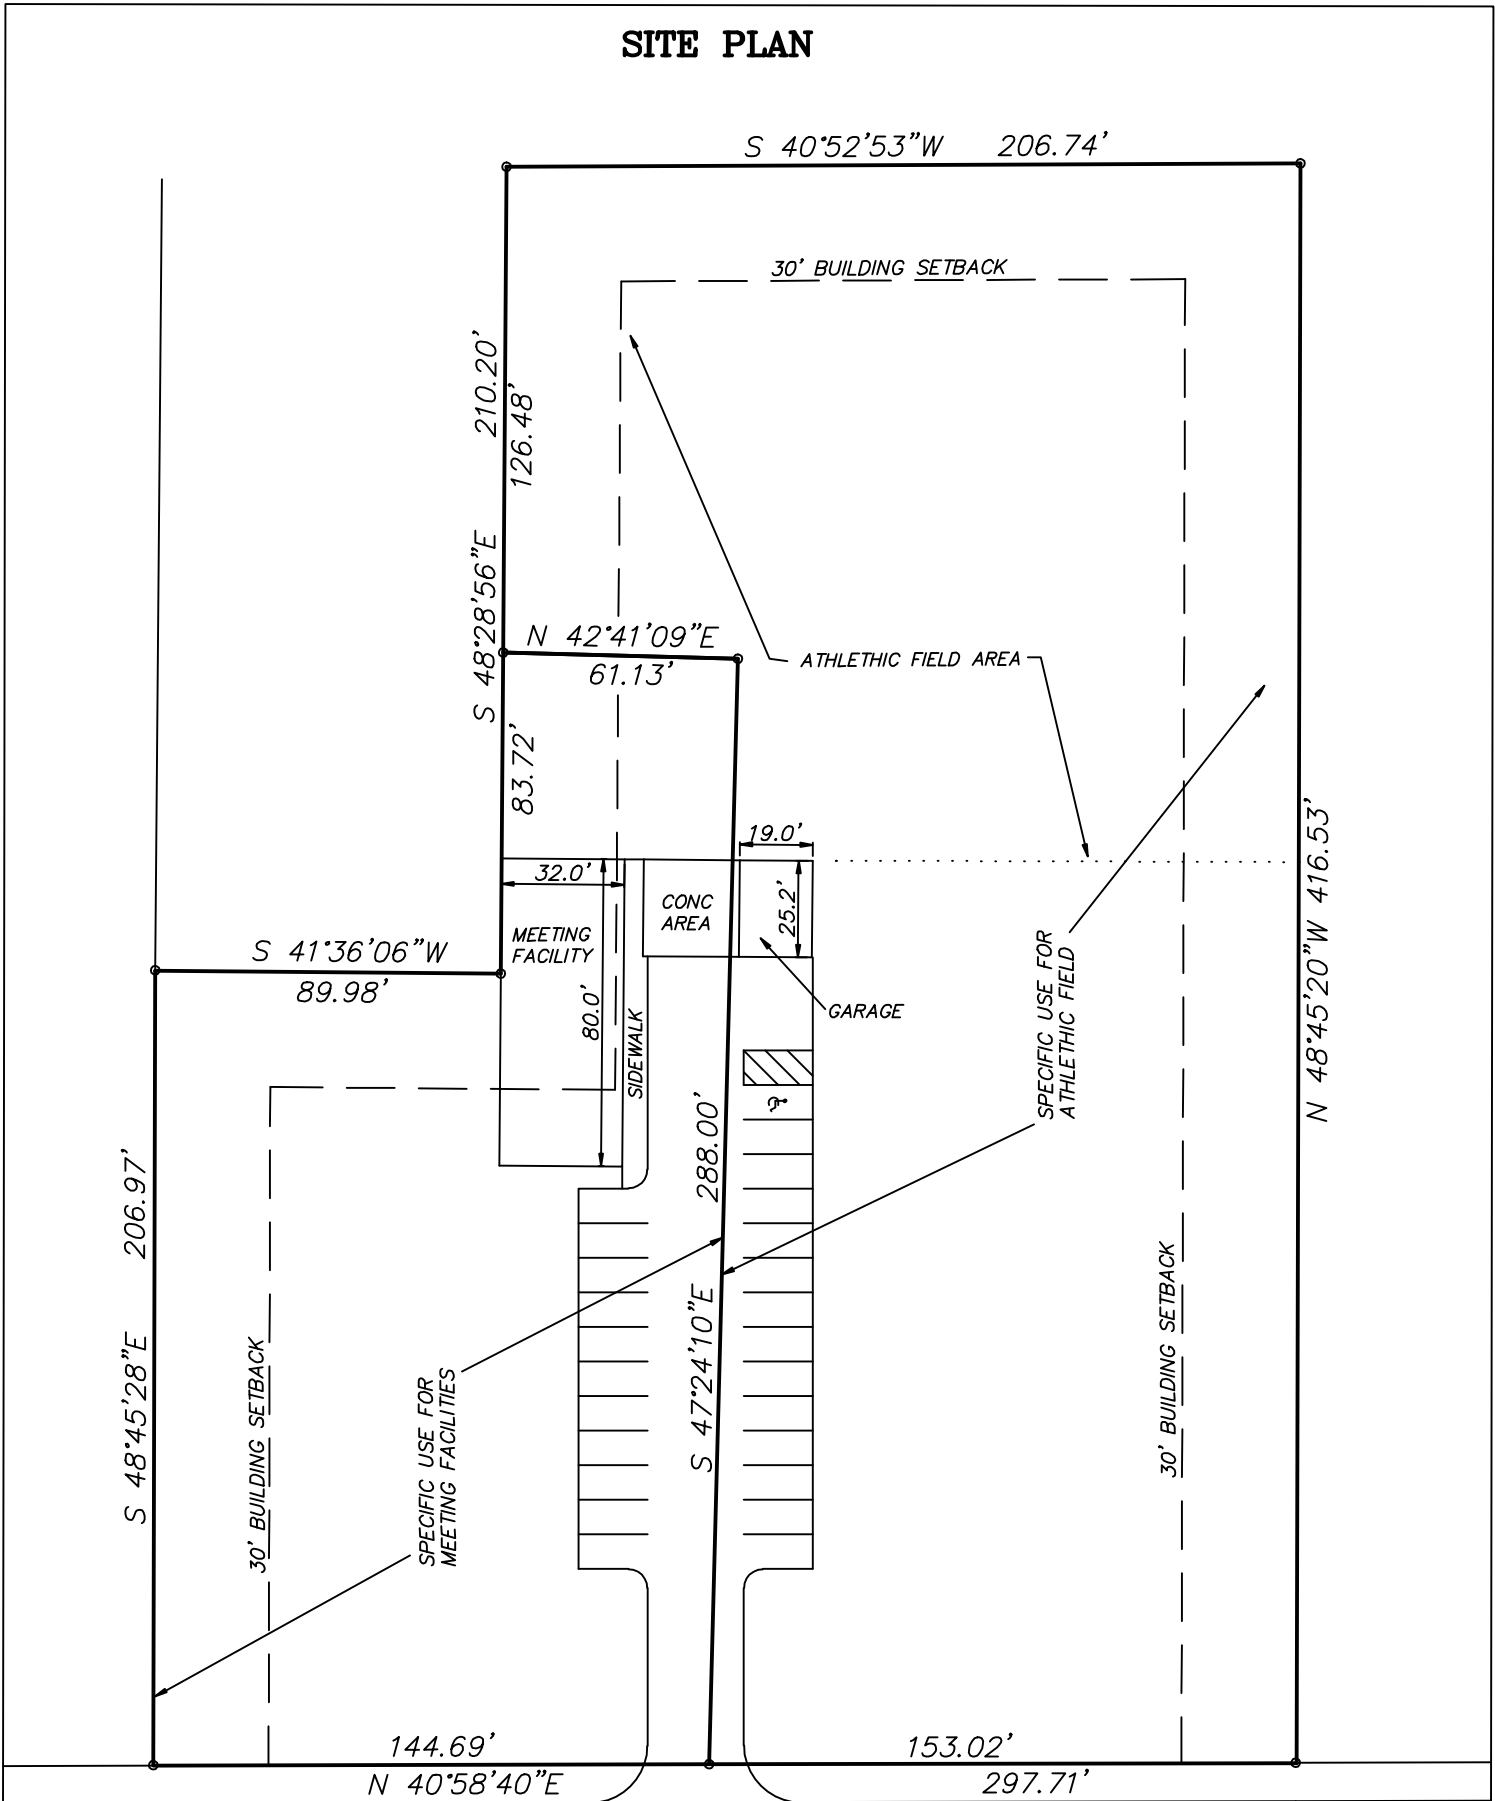 SITE PLAN
S 40°52'53"W 206.74'
30' BUILDING SETBACK
210.20'
126.48'
S 48°28'56"E
N 42°41'09"E
61.13'
ATHLETHIC FIELD AREA
83.72'
19.0'
32.0'
CONC
AREA
25.2'
MEETING
FACILITY
S 41°36'06"W
89.98'
80.0'
SIDEWALK
GARAGE
SPECIFIC USE FOR
ATHLETHIC FIELD
N 48°45'20"W 416.53'
288.00'
S 47°24'10"E
206.97'
S 48°45'28"E
30' BUILDING SETBACK
SPECIFIC USE FOR
MEETING FACILITIES
30' BUILDING SETBACK
144.69'
153.02'
N 40°58'40"E
297.71'